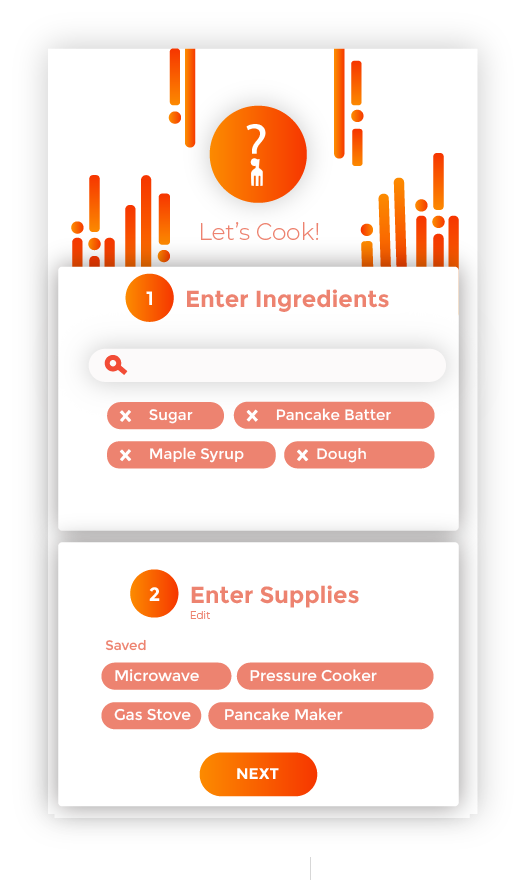 ?
Let's Cook!
1 Enter Ingredients
Sugar Pancake Batter
Maple Syrup Dough
2 Enter Supplies
Edit
Saved
Microwave Pressure Cooker
Gas Stove Pancake Maker
NEXT